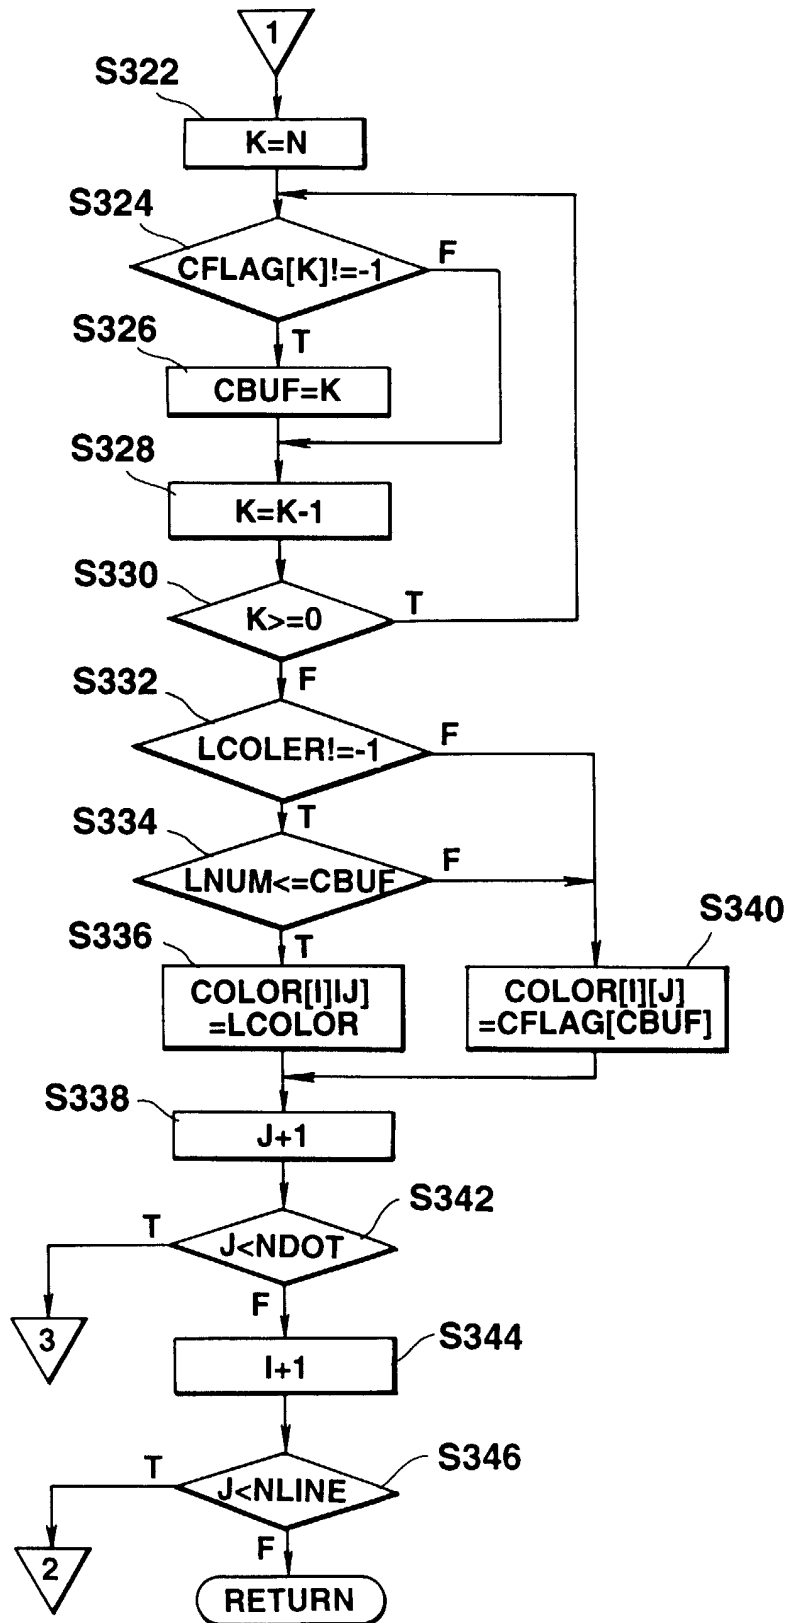 1
S322
K=N
S324
CFLAG[K]!=-1
F
T
S326
CBUF=K
S328
K=K-1
S330
K>=0
T
F
S332
LCOLER!=-1
F
T
S334
LNUM<=CBUF
F
T
S336
COLOR[I]IJ]
=LCOLOR
S340
COLOR[I][J]
=CFLAG[CBUF]
S338
J+1
S342
J<NDOT
T
F
3
S344
I+1
S346
J<NLINE
T
F
2
RETURN